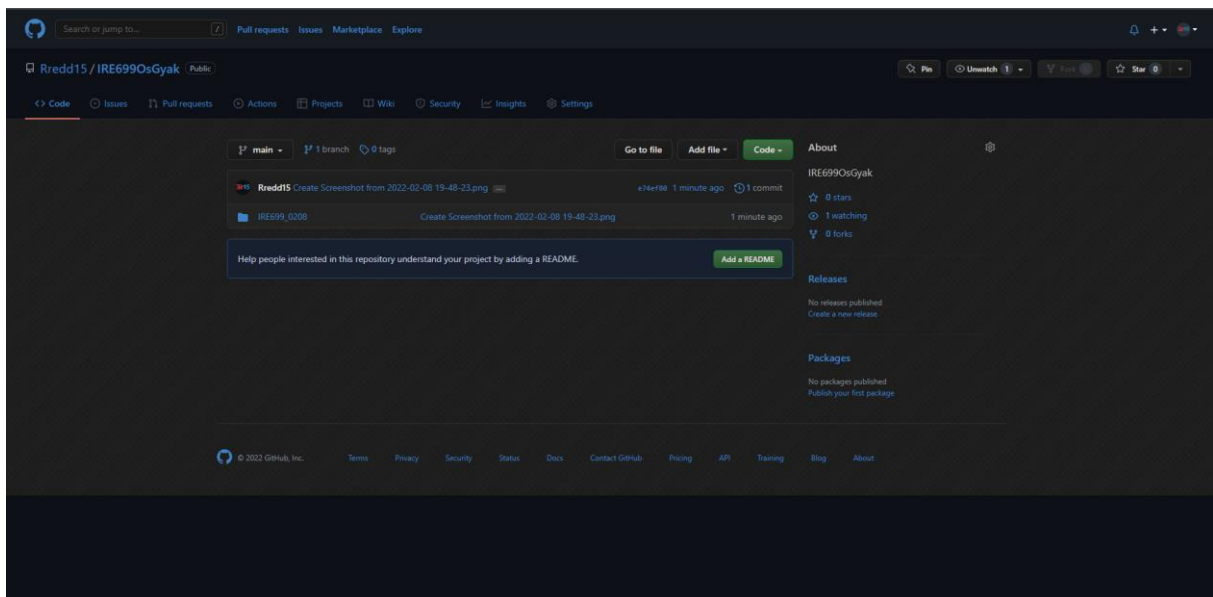 Search or jump to... / Pull requests Issues Marketplace Explore
Rredd15 / IRE699OsGyak Public
Pin Unwatch 1 Fork Star 0
Code Issues Pull requests Actions Projects Wiki Security Insights Settings
main 1 branch 0 tags Go to file Add file Code
Rredd15 Create Screenshot from 2022-02-08 19-48-23.png ... 1 minute ago 1 commit
IRE699_0208 Create Screenshot from 2022-02-08 19-48-23.png 1 minute ago
Help people interested in this repository understand your project by adding a README. Add a README
About
IRE699OsGyak
0 stars
1 watching
0 forks
Releases
No releases published
Create a new release
Packages
No packages published
Publish your first package
© 2022 GitHub, Inc. Terms Privacy Security Status Docs Contact GitHub Pricing API Training Blog About